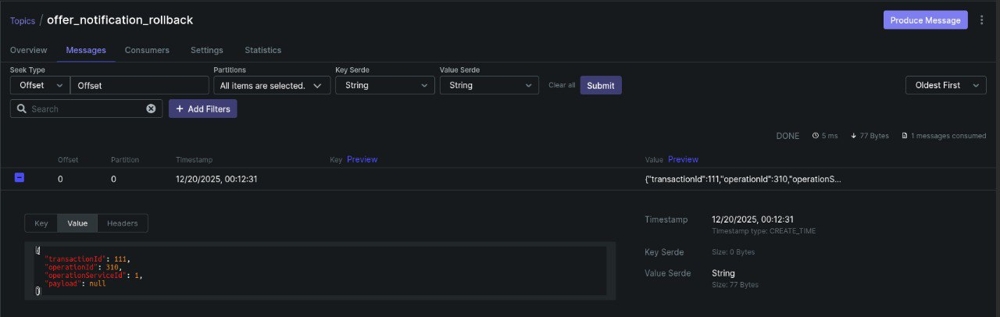 Topics / offer_notification_rollback
Produce Message
Overview Messages Consumers Settings Statistics
Seek Type Partitions Key Serde Value Serde
Offset Offset All items are selected. String String Clear all Submit Oldest First
Search + Add Filters
DONE 5 ms 77 Bytes 1 messages consumed
Offset Partition Timestamp Key Preview Value Preview
0 0 12/20/2025, 00:12:31 {"transactionId":111,"operationId":310,"operationS...
Key Value Headers
{
"transactionId": 111,
"operationId": 310,
"operationServiceId": 1,
"payload": null
}
Timestamp 12/20/2025, 00:12:31
Timestamp type: CREATE_TIME
Key Serde Size: 0 Bytes
Value Serde String
Size: 77 Bytes